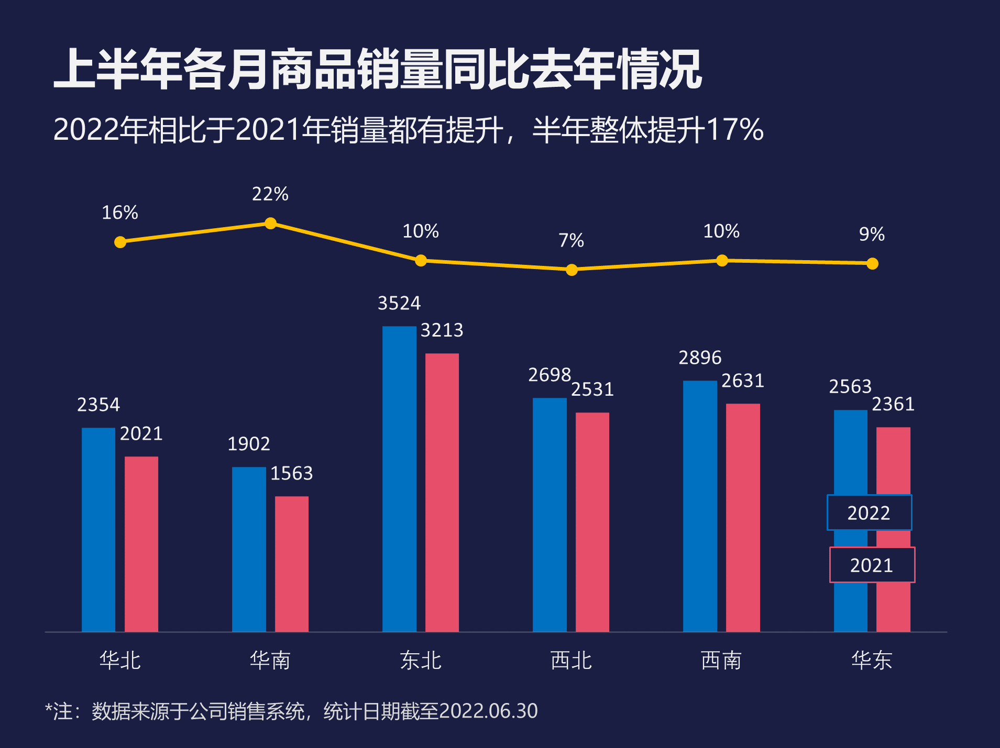 上半年各月商品销量同比去年情况
2022年相比于2021年销量都有提升，半年整体提升17%
16%
22%
10%
7%
10%
9%
2354
2021
1902
1563
3524
3213
2698
2531
2896
2631
2563
2361
2022
2021
华北
华南
东北
西北
西南
华东
*注：数据来源于公司销售系统，统计日期截至2022.06.30